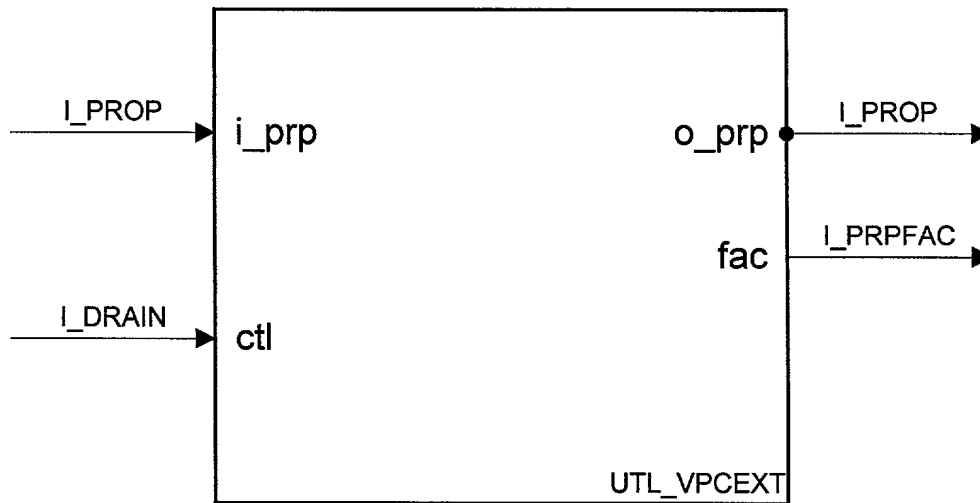 I_PROP
i_prp
o_prp
I_PROP
fac
I_PRPFAC
I_DRAIN
ctl
UTL_VPCEXT